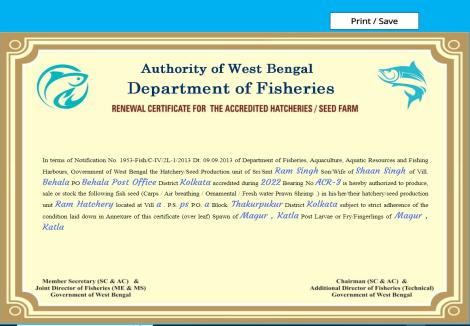 Print / Save
Authority of West Bengal
Department of Fisheries
RENEWAL CERTIFICATE FOR THE ACCREDITED HATCHERIES / SEED FARM
In terms of Notification No. 1953-Fish/C-IV/2L-1/2013 Dt. 09.09.2013 of Department of Fisheries, Aquaculture, Aquatic Resources and Fishing
Harbours, Government of West Bengal the Hatchery/Seed Production unit of Sri/Smt Ram Singh Son/Wife of Shaan Singh of Vill.
Behala PO Behala Post Office District Kolkata accredited during 2022 Bearing No ACR-3 is hereby authorized to produce,
sale or stock the following fish seed (Carps / Air breathing / Ornamental / Fresh water Prawn Shrimp .) in his/her/their hatchery/seed production
unit Ram Hatchery located at Vill a . P.S. ps P.O. a Block. Thakurpukur District Kolkata subject to strict adherence of the
condition laid down in Annexure of this certificate (over leaf) Spawn of Magur , Katla Post Larvae or Fry/Fingerlings of Magur ,
Katla
Member Secretary (SC & AC) &
Joint Director of Fisheries (ME & MS)
Government of West Bengal
Chairman (SC & AC) &
Additional Director of Fisheries (Technical)
Government of West Bengal